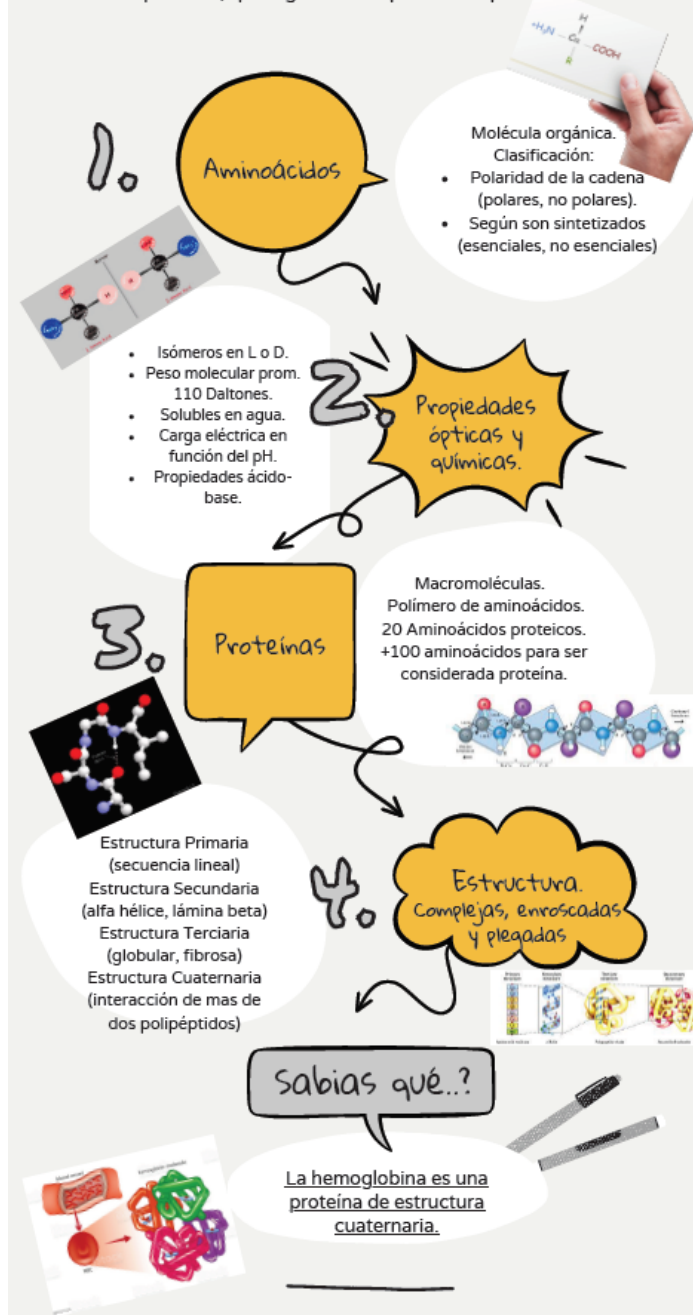 H
+H₃N - Cα - COOH
R
1.
Aminoácidos
Molécula orgánica.
Clasificación:
• Polaridad de la cadena
(polares, no polares).
• Según son sintetizados
(esenciales, no esenciales)
• Isómeros en L o D.
• Peso molecular prom.
110 Daltones.
• Solubles en agua.
• Carga eléctrica en
función del pH.
• Propiedades ácido-
base.
2.
Propiedades
ópticas y
químicas.
3.
Proteínas
Macromoléculas.
Polímero de aminoácidos.
20 Aminoácidos proteicos.
+100 aminoácidos para ser
considerada proteína.
Estructura Primaria
(secuencia lineal)
Estructura Secundaria
(alfa hélice, lámina beta)
Estructura Terciaria
(globular, fibrosa)
Estructura Cuaternaria
(interacción de mas de
dos polipéptidos)
4.
Estructura.
Complejas, enroscadas
y plegadas
Sabias qué..?
La hemoglobina es una
proteína de estructura
cuaternaria.